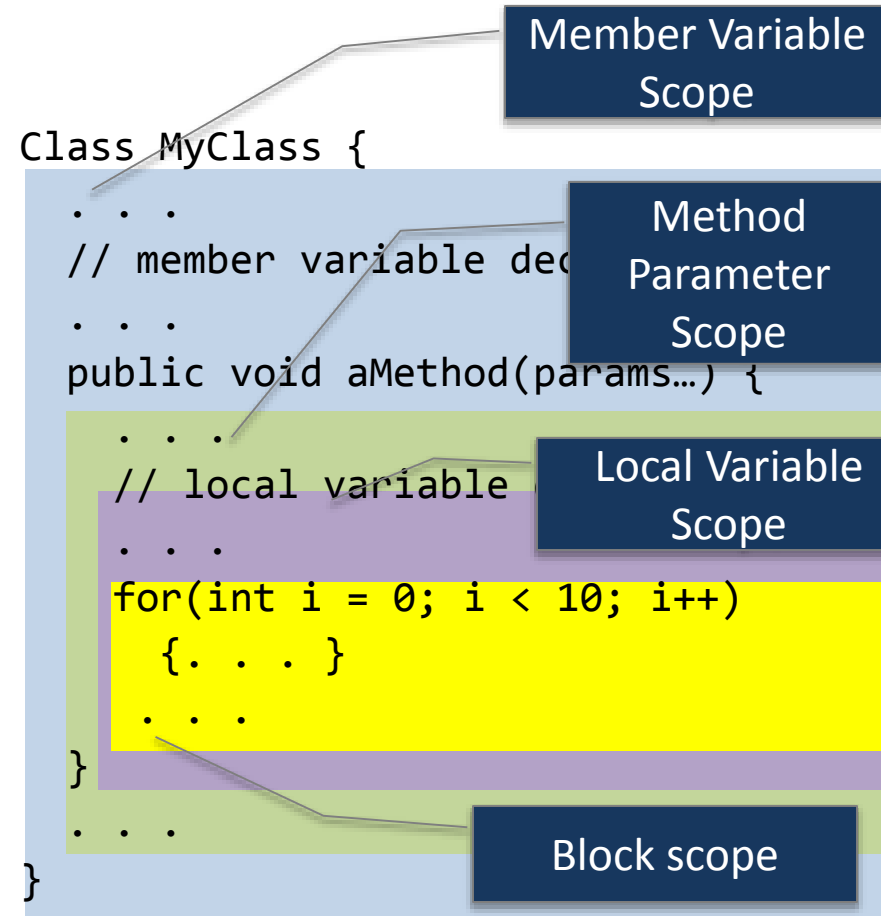 Member Variable
Scope
Class MyClass {
. . .
// member variable
Method
Parameter
Scope
. . .
public void aMethod(params…) {
. . .
// local variable
Local Variable
Scope
. . .
for(int i = 0; i < 10; i++)
{. . . }
. . .
}
. . .
Block scope
}